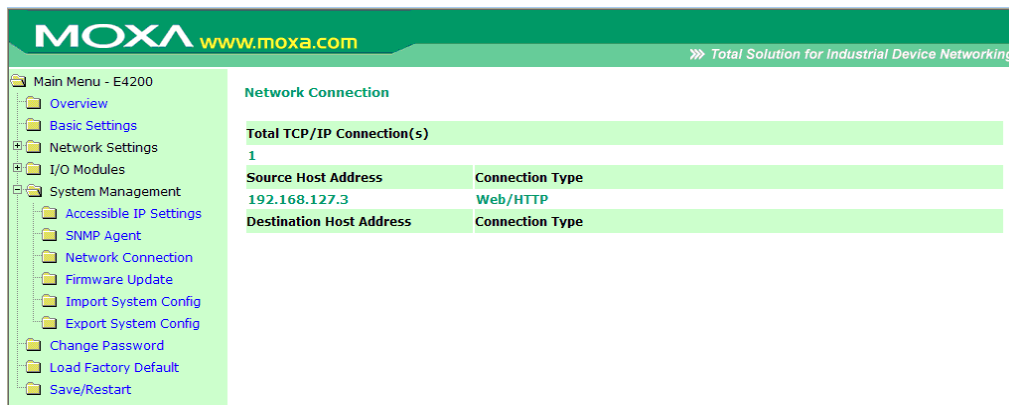 MOXA www.moxa.com
Total Solution for Industrial Device Networking
Main Menu - E4200
Overview
Basic Settings
Network Settings
I/O Modules
System Management
Accessible IP Settings
SNMP Agent
Network Connection
Firmware Update
Import System Config
Export System Config
Change Password
Load Factory Default
Save/Restart
Network Connection
Total TCP/IP Connection(s)
1
Source Host Address Connection Type
192.168.127.3 Web/HTTP
Destination Host Address Connection Type